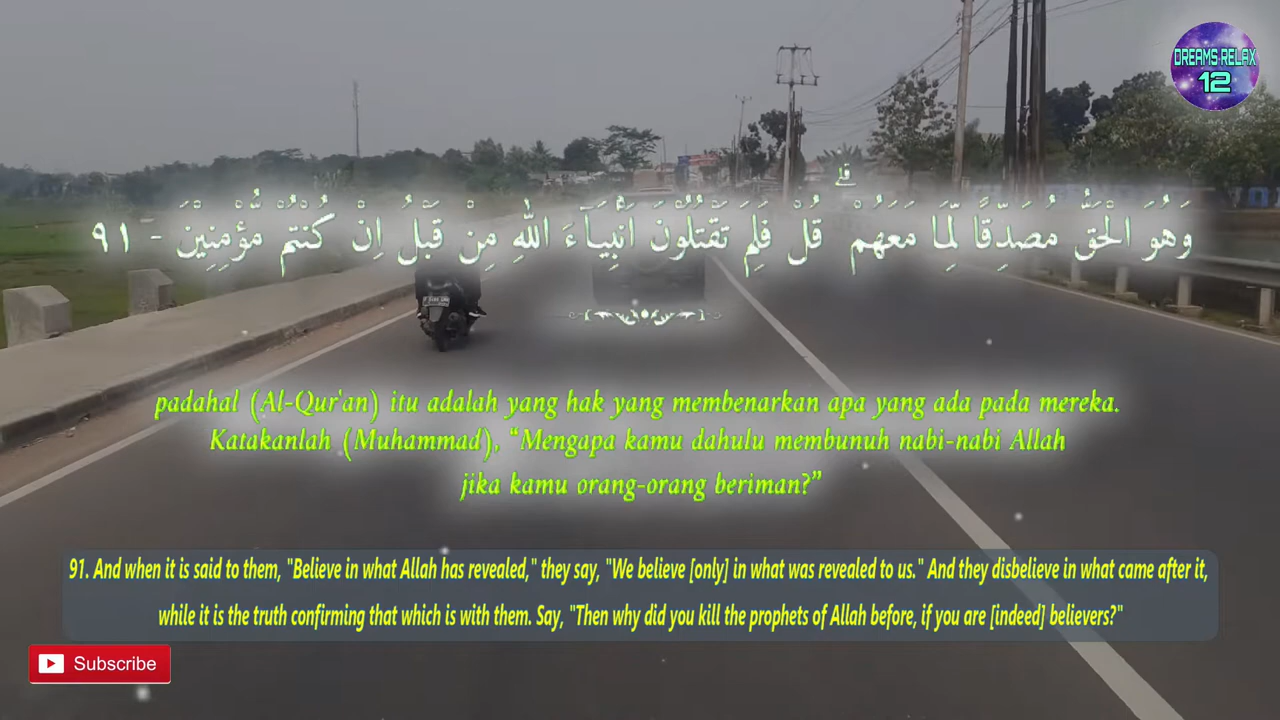 DREAMS RELAX
12
وَهُوَ الْحَقُّ مُصَدِّقًا لِّمَا مَعَهُمْ ۗ قُلْ فَلِمَ تَقْتُلُوْنَ اَنْۢبِيَاۤءَ اللّٰهِ مِنْ قَبْلُ اِنْ كُنْتُمْ مُّؤْمِنِيْنَ - ٩١
padahal (Al-Qur'an) itu adalah yang hak yang membenarkan apa yang ada pada mereka.
Katakanlah (Muhammad), “Mengapa kamu dahulu membunuh nabi-nabi Allah
jika kamu orang-orang beriman?”
91. And when it is said to them, "Believe in what Allah has revealed," they say, "We believe [only] in what was revealed to us." And they disbelieve in what came after it,
while it is the truth confirming that which is with them. Say, "Then why did you kill the prophets of Allah before, if you are [indeed] believers?"
Subscribe